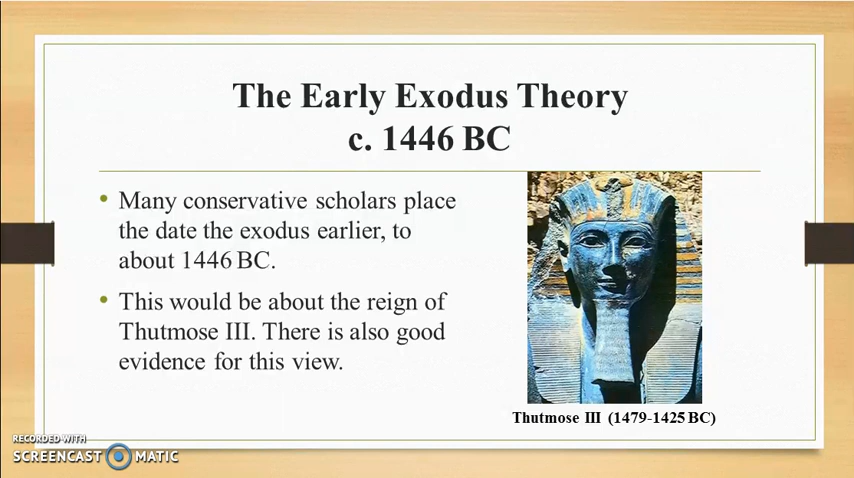 The Early Exodus Theory
c. 1446 BC
• Many conservative scholars place
the date the exodus earlier, to
about 1446 BC.
• This would be about the reign of
Thutmose III. There is also good
evidence for this view.
Thutmose III (1479-1425 BC)
RECORDED WITH
SCREENCAST MATIC